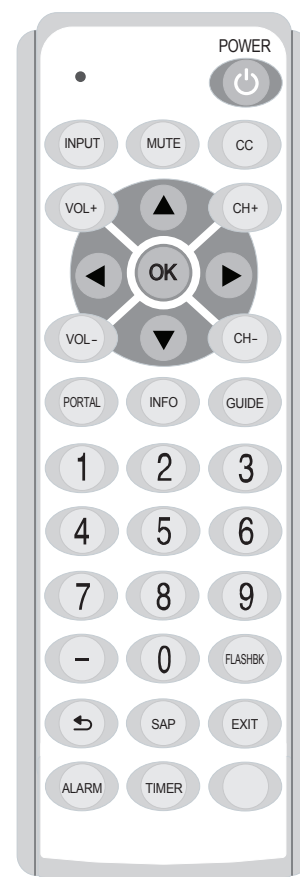 POWER
INPUT MUTE CC
VOL+ CH+
OK
VOL- CH-
PORTAL INFO GUIDE
1 2 3
4 5 6
7 8 9
- 0 FLASHBK
SAP EXIT
ALARM TIMER